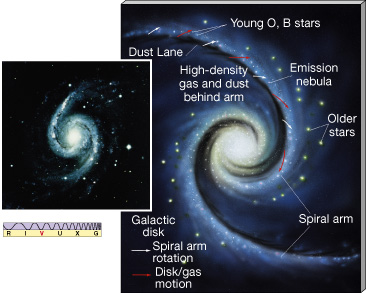 Young O, B stars
Dust Lane
High-density
gas and dust
behind arm
Emission
nebula
Older
stars
Spiral arm
Galactic
disk
Spiral arm
rotation
Disk/gas
motion
R I V U X G